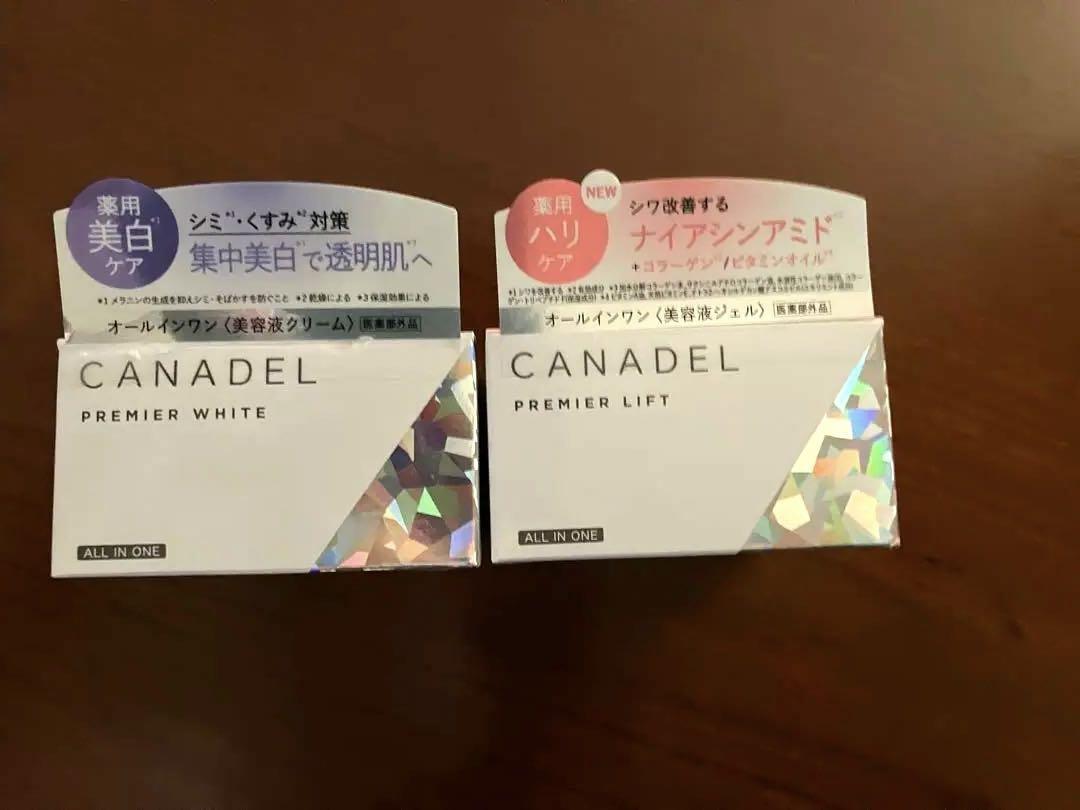 薬用
美白*1
ケア
シミ*1・くすみ*2対策
集中美白*1で透明肌*3へ
*1 メラニンの生成を抑えシミ・そばかすを防ぐこと *2 乾燥による *3 保湿効果による
オールインワン〈美容液クリーム〉 医薬部外品
CANADEL
PREMIER WHITE
ALL IN ONE
薬用
ハリ
ケア
NEW
シワ改善する
ナイアシンアミド
+コラーゲン/ビタミンオイル
オールインワン〈美容液ジェル〉 医薬部外品
CANADEL
PREMIER LIFT
ALL IN ONE